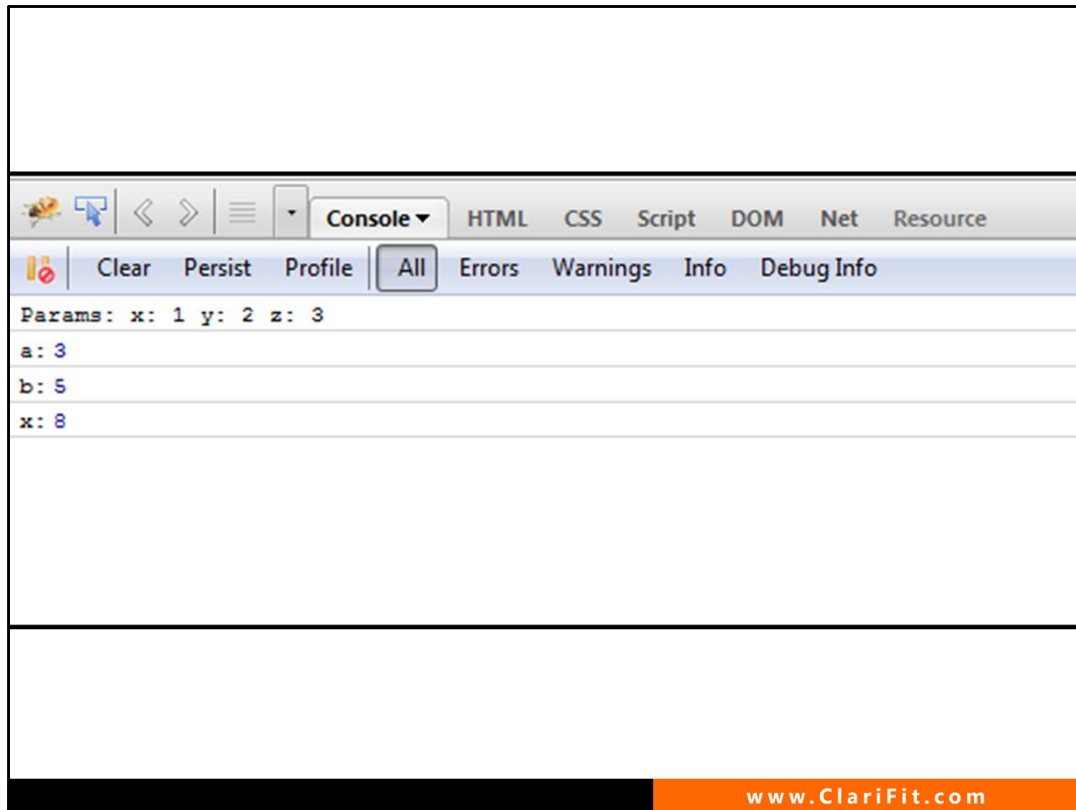 Console HTML CSS Script DOM Net Resource
Clear Persist Profile All Errors Warnings Info Debug Info
Params: x: 1 y: 2 z: 3
a: 3
b: 5
x: 8
www.ClariFit.com